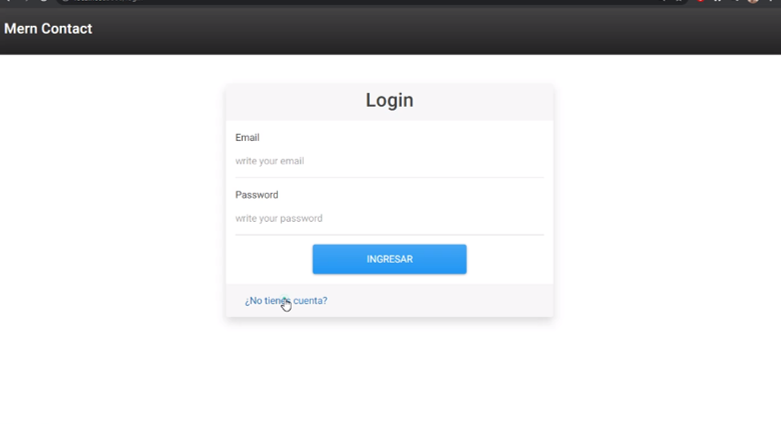 Mern Contact
Login
Email
write your email
Password
write your password
INGRESAR
¿No tienes cuenta?